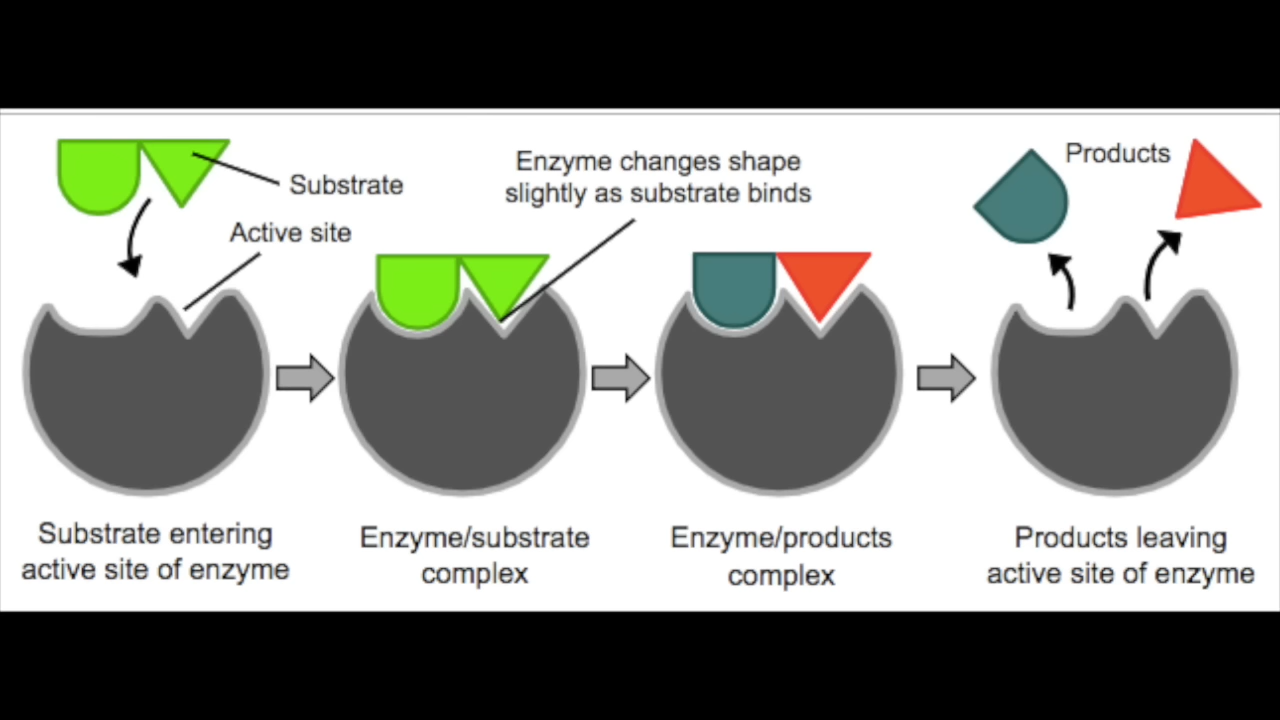 Substrate
Active site
Enzyme changes shape
slightly as substrate binds
Products
Substrate entering
active site of enzyme
Enzyme/substrate
complex
Enzyme/products
complex
Products leaving
active site of enzyme